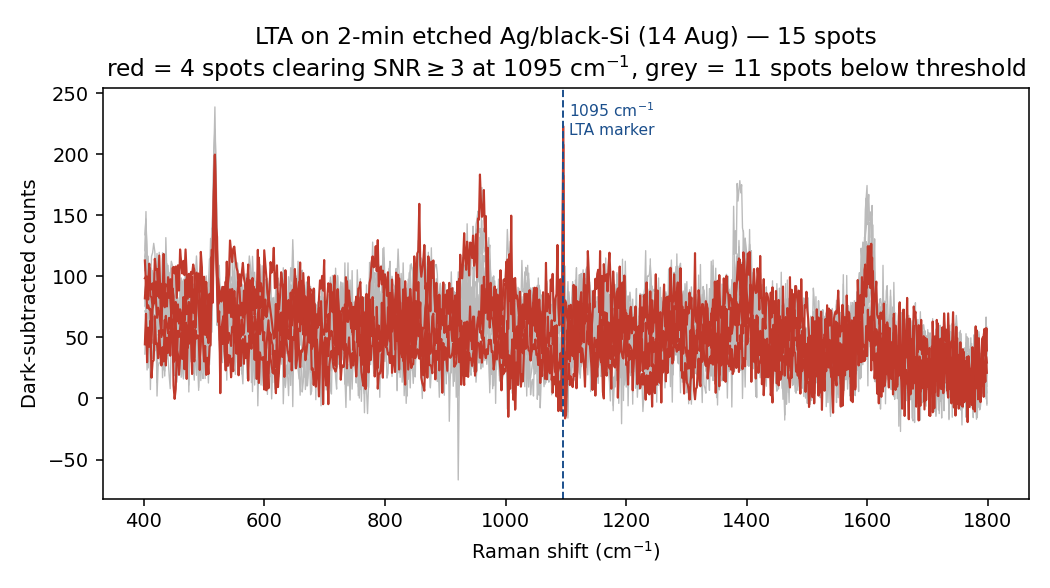 LTA on 2-min etched Ag/black-Si (14 Aug) — 15 spots
red = 4 spots clearing SNR ≥ 3 at 1095 cm⁻¹, grey = 11 spots below threshold
1095 cm⁻¹
LTA marker
250
200
150
100
50
0
−50
Dark-subtracted counts
400 600 800 1000 1200 1400 1600 1800
Raman shift (cm⁻¹)